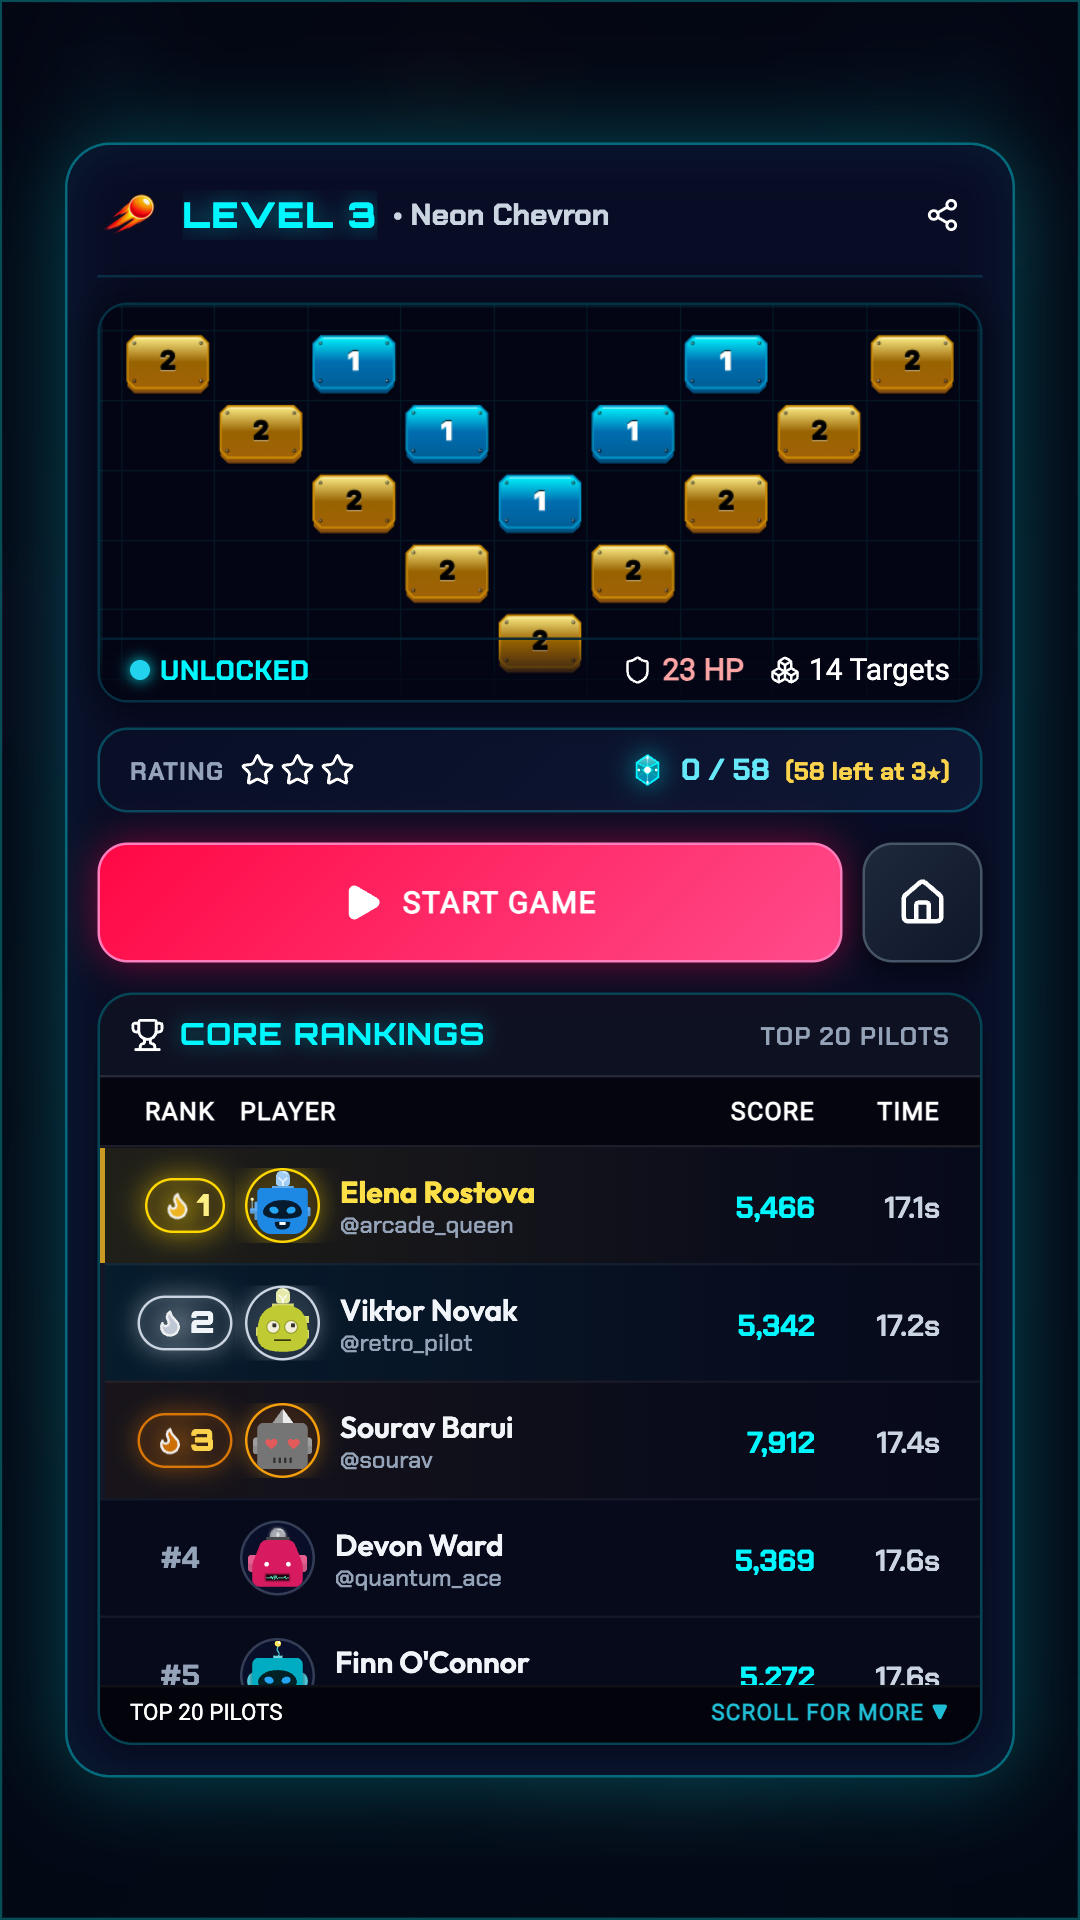 LEVEL 3 • Neon Chevron
2 1 1 2
2 1 1 2
2 1 2
2 2
2
UNLOCKED 23 HP 14 Targets
RATING 0 / 58 (58 left at 3★)
START GAME
CORE RANKINGS TOP 20 PILOTS
RANK PLAYER SCORE TIME
1 Elena Rostova 5,466 17.1s
@arcade_queen
2 Viktor Novak 5,342 17.2s
@retro_pilot
3 Sourav Barui 7,912 17.4s
@sourav
#4 Devon Ward 5,369 17.6s
@quantum_ace
#5 Finn O'Connor 5,272 17.6s
TOP 20 PILOTS SCROLL FOR MORE ▼